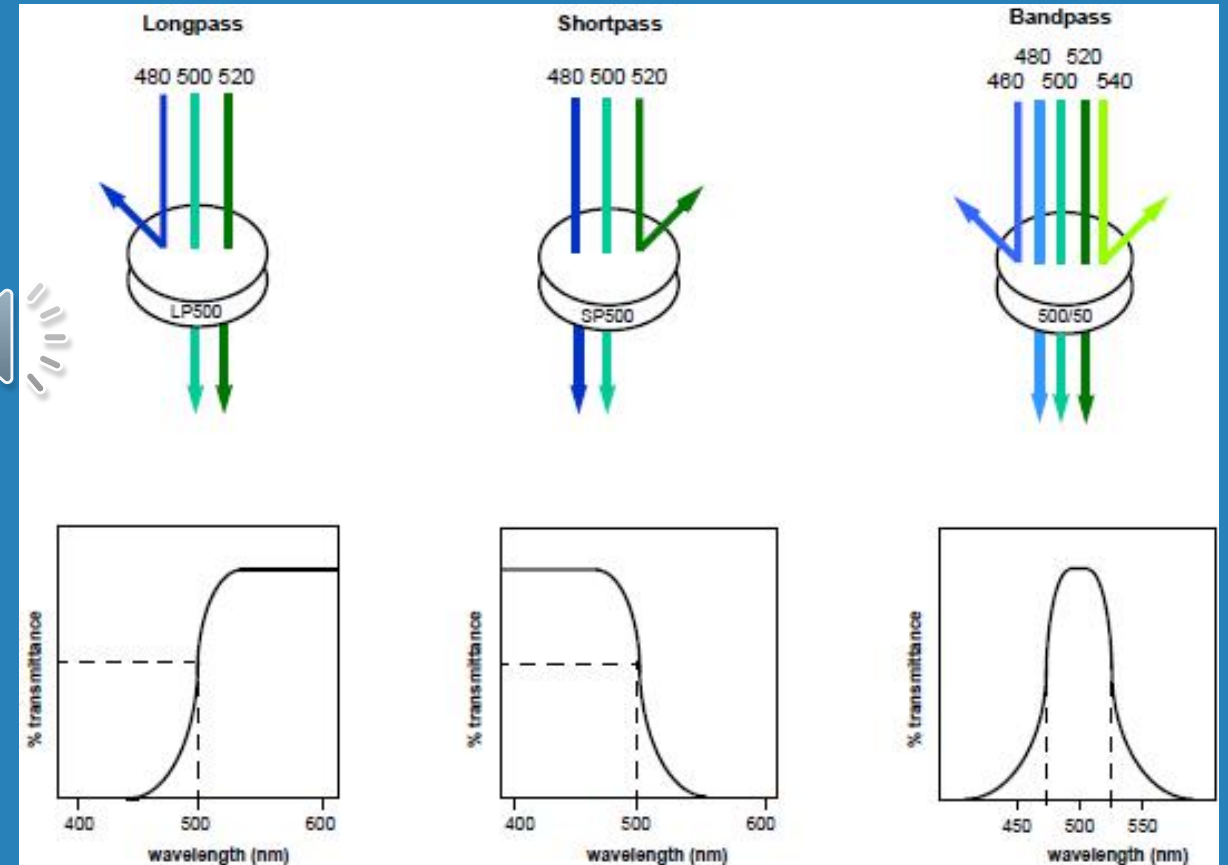 Longpass
480 500 520
LP500
% transmittance
400 500 600
wavelength (nm)
Shortpass
480 500 520
SP500
% transmittance
400 500 600
wavelength (nm)
Bandpass
480 520
460 500 540
500/50
% transmittance
450 500 550
wavelength (nm)